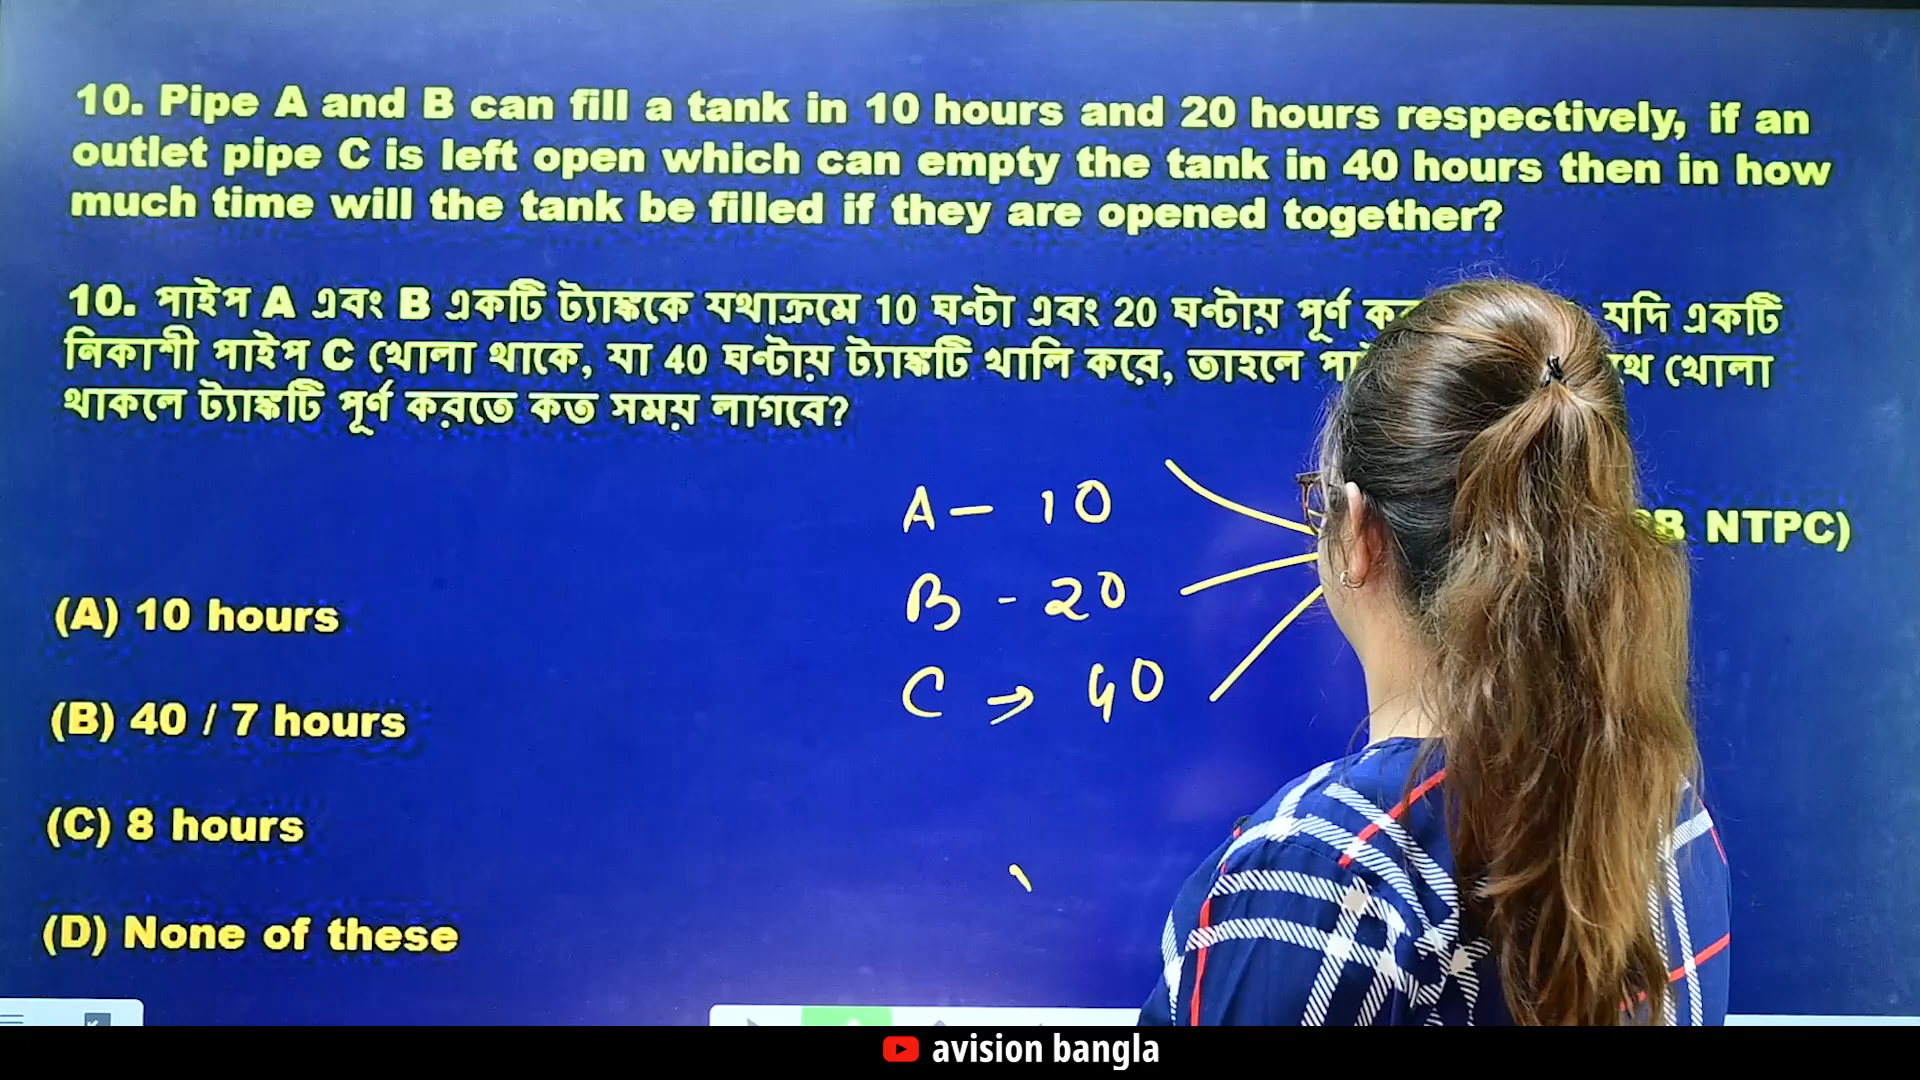 10. Pipe A and B can fill a tank in 10 hours and 20 hours respectively, if an
outlet pipe C is left open which can empty the tank in 40 hours then in how
much time will the tank be filled if they are opened together?
10. পাইপ A এবং B একটি ট্যাঙ্ককে যথাক্রমে 10 ঘণ্টা এবং 20 ঘণ্টায় পূর্ণ যদি একটি
নিকাশী পাইপ C খোলা থাকে, যা 40 ঘণ্টায় ট্যাঙ্কটি খালি করে, তাহলে খোলা
থাকলে ট্যাঙ্কটি পূর্ণ করতে কত সময় লাগবে?
NTPC)
A - 10
B - 20
C → 40
(A) 10 hours
(B) 40 / 7 hours
(C) 8 hours
(D) None of these
avision bangla